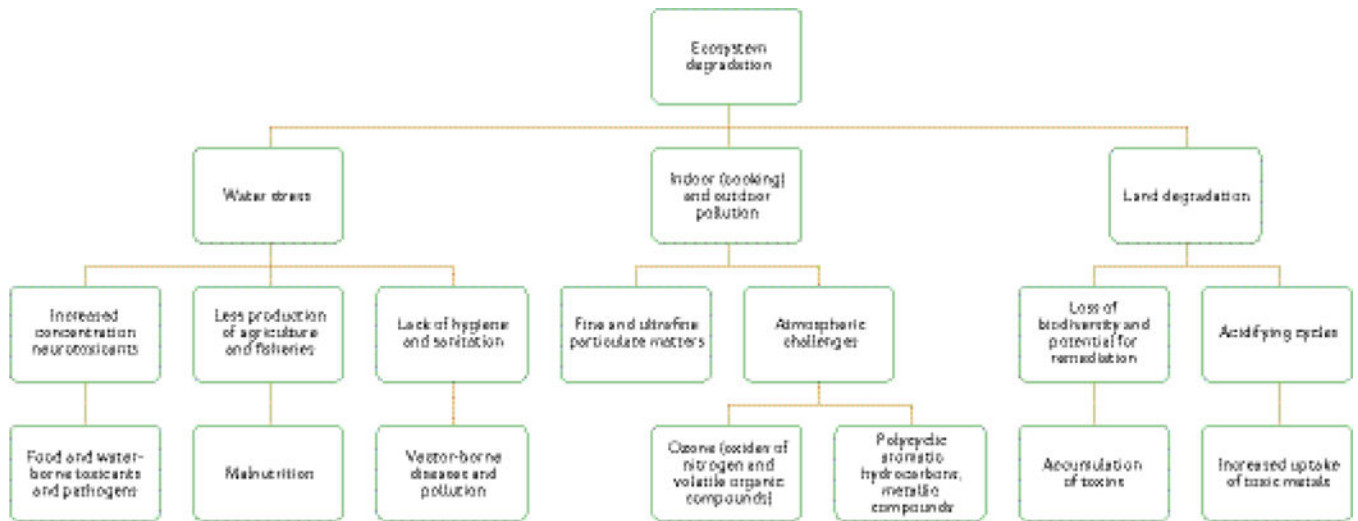 Ecosystem
degradation
Water stress
Indoor (cooking)
and outdoor
pollution
Land degradation
Increased
concentration
neurotoxicants
Less production
of agriculture
and fisheries
Lack of hygiene
and sanitation
Fine and ultrafine
particulate matters
Atmospheric
challenges
Loss of
biodiversity and
potential for
remediation
Acidifying cycles
Food and water-
borne toxicants
and pathogens
Malnutrition
Vector-borne
diseases and
pollution
Ozone (oxides of
nitrogen and
volatile organic
compounds)
Polycyclic
aromatic
hydrocarbons,
metallic
compounds
Accumulation
of toxins
Increased uptake
of toxic metals